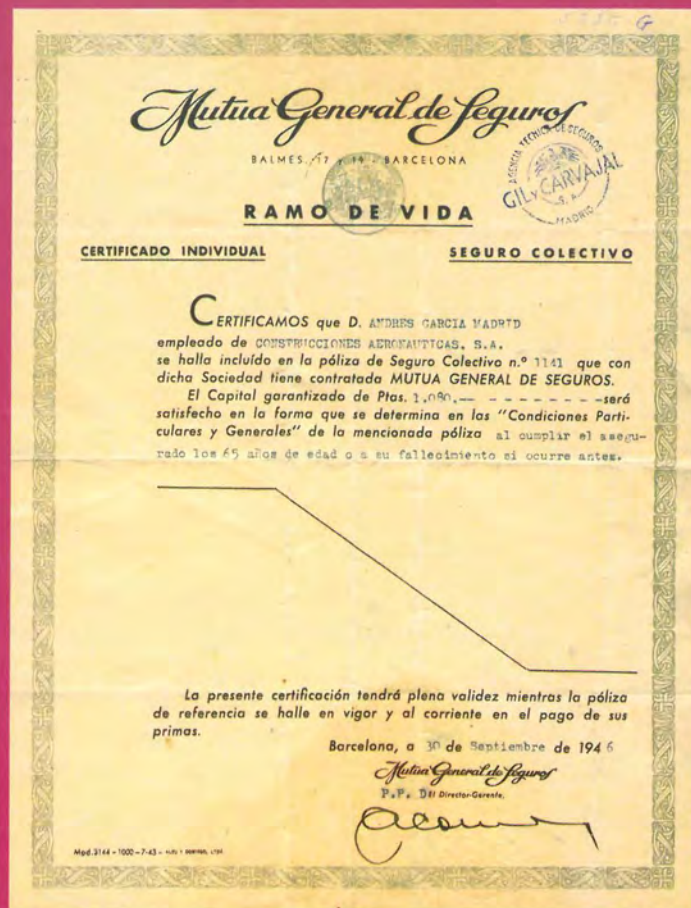 G
Mutua General de Seguros
BALMES, 17 y 19 - BARCELONA
AGENCIA TECNICA DE SEGUROS
GIL Y CARVAJAL
S. A.
MADRID
RAMO DE VIDA
CERTIFICADO INDIVIDUAL
SEGURO COLECTIVO
CERTIFICAMOS que D. ANDRES GARCIA MADRID
empleado de CONSTRUCCIONES AERONAUTICAS, S.A.
se halla incluído en la póliza de Seguro Colectivo n.º 1141 que con
dicha Sociedad tiene contratada MUTUA GENERAL DE SEGUROS.
El Capital garantizado de Ptas. 1.080,-- - - - - - - - - -será
satisfecho en la forma que se determina en las "Condiciones Parti-
culares y Generales" de la mencionada póliza al cumplir el asegu-
rado los 65 años de edad o a su fallecimiento si ocurre antes.
La presente certificación tendrá plena validez mientras la póliza
de referencia se halle en vigor y al corriente en el pago de sus
primas.
Barcelona, a 30 de Septiembre de 1946
Mutua General de Seguros
P.P. Del Director-Gerente,
Mod. 3144 - 1000 - 7-43 -